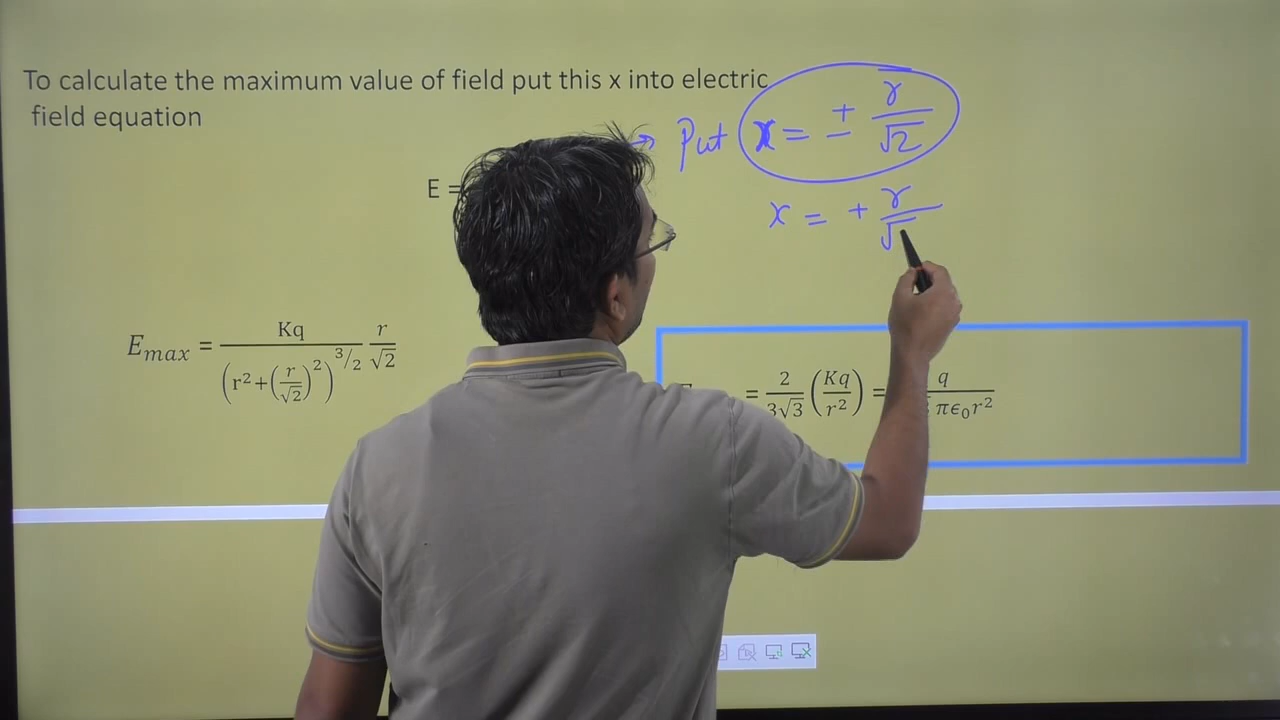 To calculate the maximum value of field put this x into electric
field equation
→ Put x = ± r/√2
E =
x = + r/√
E_max = Kq / (r²+(r/√2)²)^3/2 r/√2
= 2/3√3 (Kq/r²) = q / πϵ₀r²